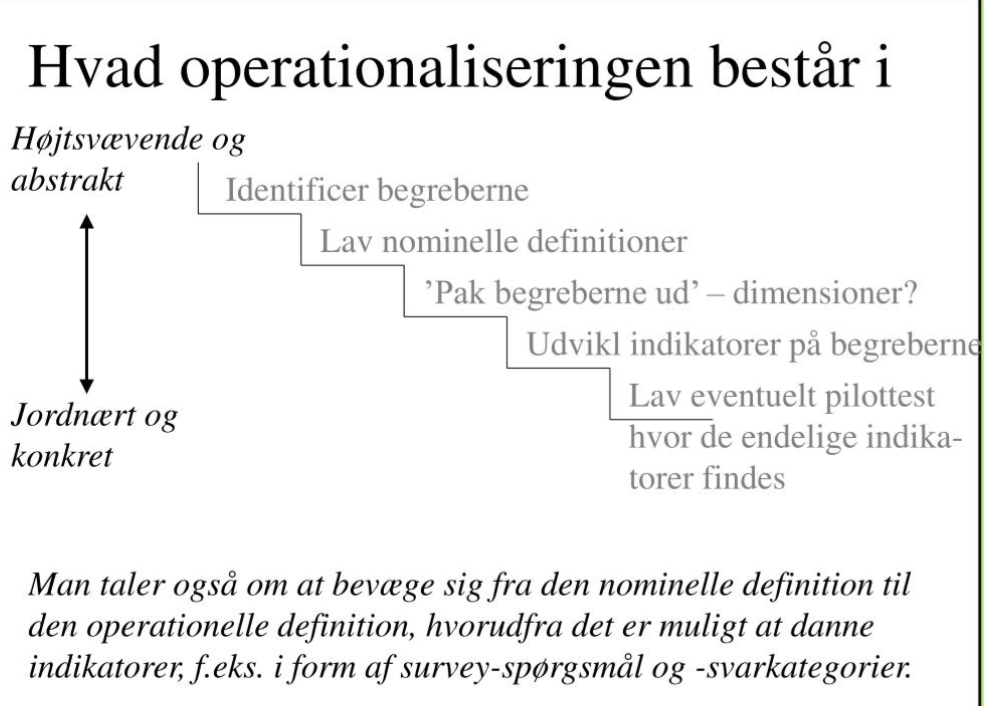 Hvad operationaliseringen består i
Højtsvævende og
abstrakt
Identificer begreberne
Lav nominelle definitioner
’Pak begreberne ud’ – dimensioner?
Udvikl indikatorer på begreberne
Lav eventuelt pilottest
hvor de endelige indika-
torer findes
Jordnært og
konkret
Man taler også om at bevæge sig fra den nominelle definition til
den operationelle definition, hvorudfra det er muligt at danne
indikatorer, f.eks. i form af survey-spørgsmål og -svarkategorier.